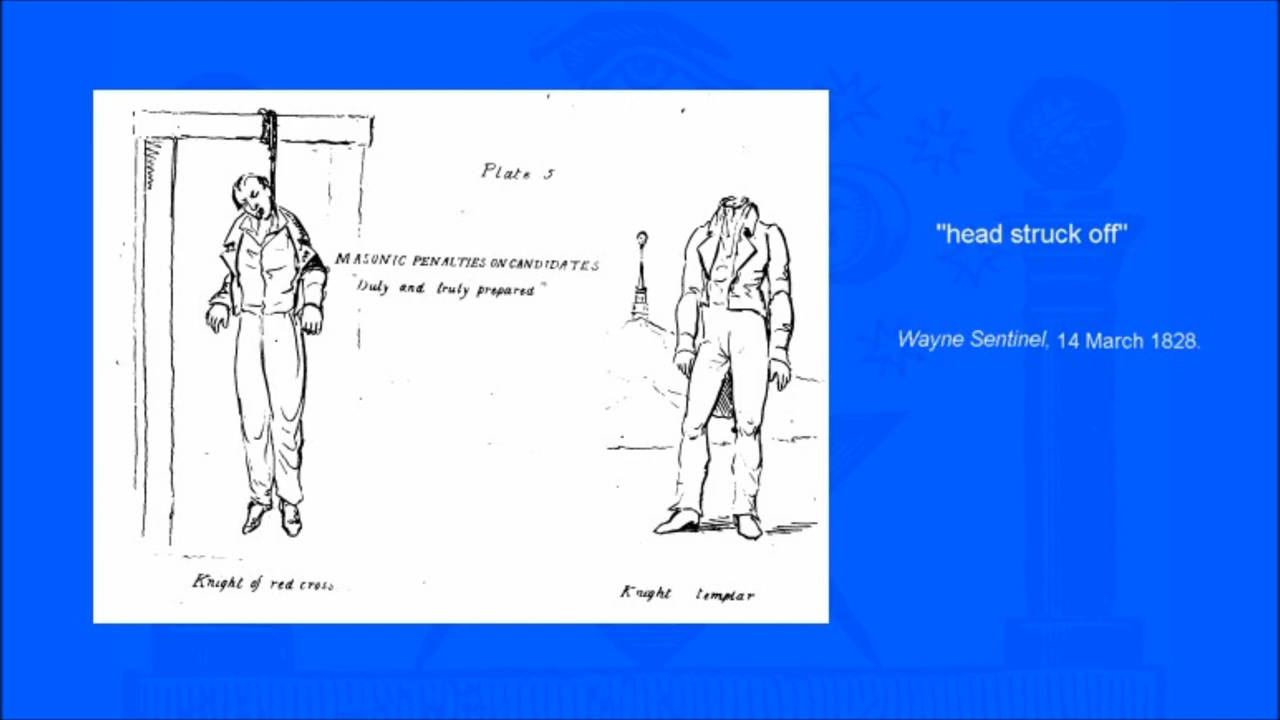 Plate 5
MASONIC PENALTIES ON CANDIDATES
"Duly and truly prepared"
Knight of red cross
Knight templar
"head struck off"
Wayne Sentinel, 14 March 1828.